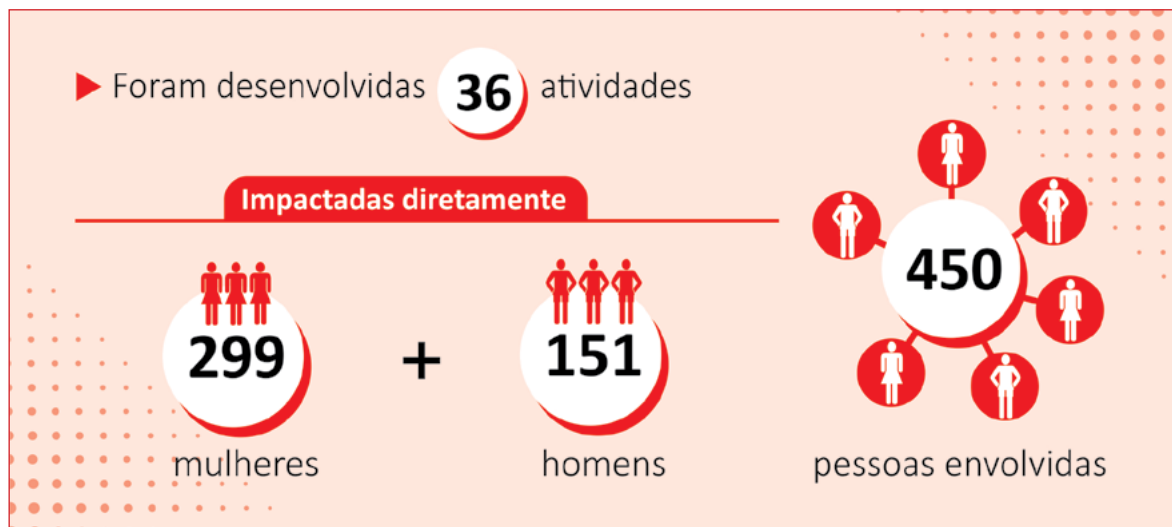 Foram desenvolvidas 36 atividades
Impactadas diretamente
299 + 151
mulheres homens
450
pessoas envolvidas